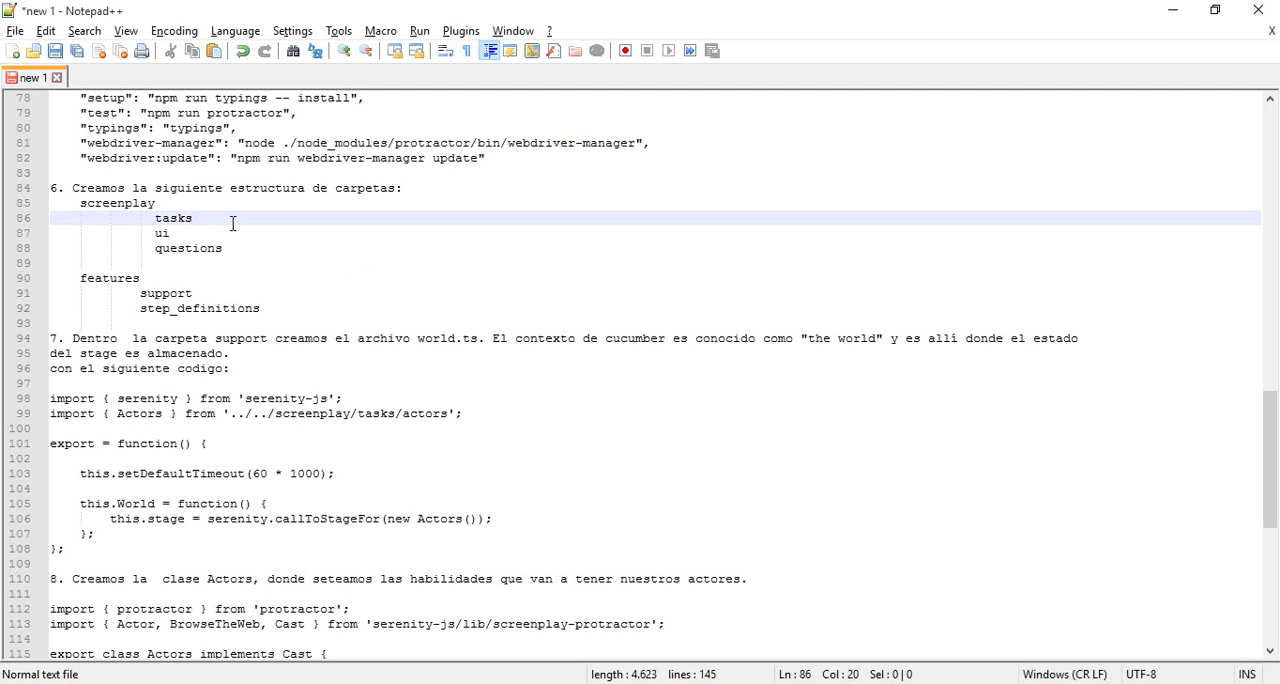 *new 1 - Notepad++
File Edit Search View Encoding Language Settings Tools Macro Run Plugins Window ? X
new 1
78 "setup": "npm run typings -- install",
79 "test": "npm run protractor",
80 "typings": "typings",
81 "webdriver-manager": "node ./node_modules/protractor/bin/webdriver-manager",
82 "webdriver:update": "npm run webdriver-manager update"
83
84 6. Creamos la siguiente estructura de carpetas:
85 screenplay
86 tasks
87 ui
88 questions
89
90 features
91 support
92 step_definitions
93
94 7. Dentro  la carpeta support creamos el archivo world.ts. El contexto de cucumber es conocido como "the world" y es allí donde el estado
95 del stage es almacenado.
96 con el siguiente codigo:
97
98 import { serenity } from 'serenity-js';
99 import { Actors } from '../../screenplay/tasks/actors';
100
101 export = function() {
102
103 this.setDefaultTimeout(60 * 1000);
104
105 this.World = function() {
106 this.stage = serenity.callToStageFor(new Actors());
107 };
108 };
109
110 8. Creamos la  clase Actors, donde seteamos las habilidades que van a tener nuestros actores.
111
112 import { protractor } from 'protractor';
113 import { Actor, BrowseTheWeb, Cast } from 'serenity-js/lib/screenplay-protractor';
114
115 export class Actors implements Cast {
Normal text file length : 4.623 lines : 145 Ln : 86 Col : 20 Sel : 0 | 0 Windows (CR LF) UTF-8 INS